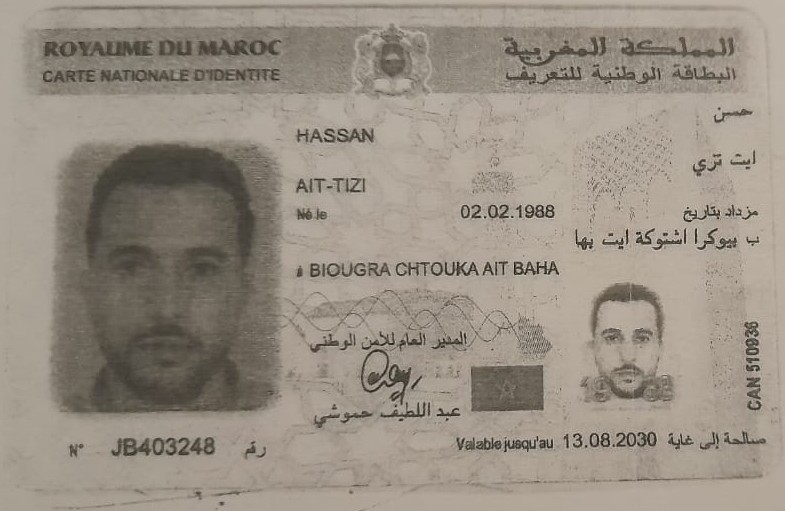 ROYAUME DU MAROC
المملكة المغربية
CARTE NATIONALE D'IDENTITE
البطاقة الوطنية للتعريف
حسن
HASSAN
ايت تزي
AIT-TIZI
Né le 02.02.1988 مزداد بتاريخ
ب بيوكرا اشتوكة ايت بها
à BIOUGRA CHTOUKA AIT BAHA
المدير العام للأمن الوطني
عبد اللطيف حموشي
CAN 510936
N° JB403248 رقم
Valable jusqu'au 13.08.2030 صالحة إلى غاية